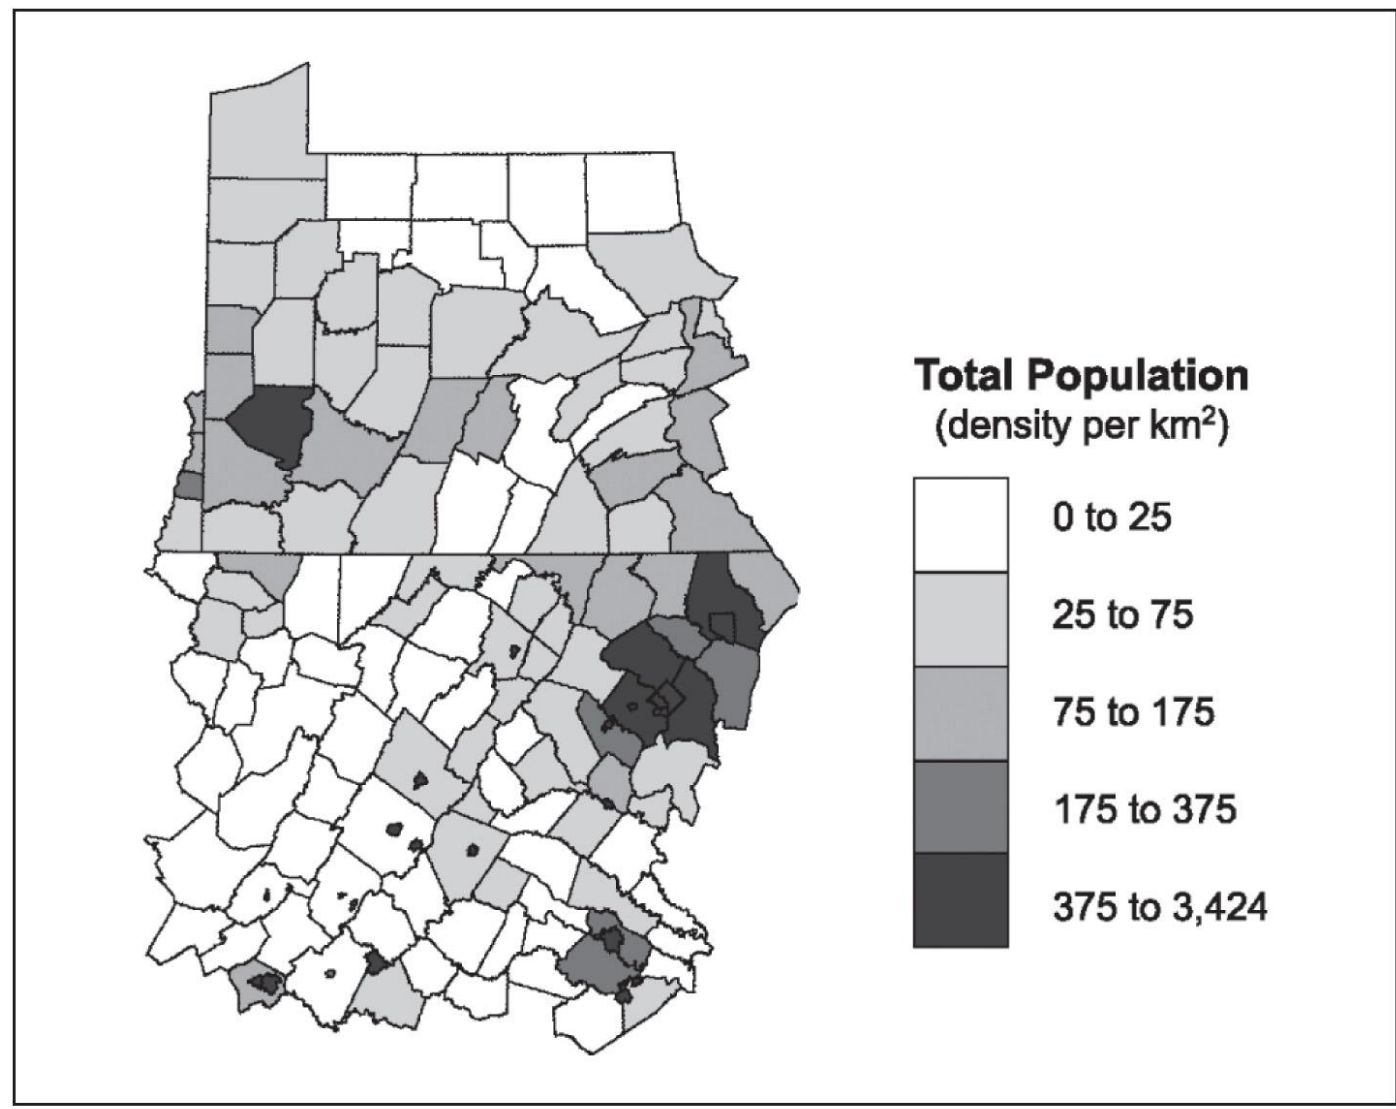 Total Population
(density per km²)
0 to 25
25 to 75
75 to 175
175 to 375
375 to 3,424